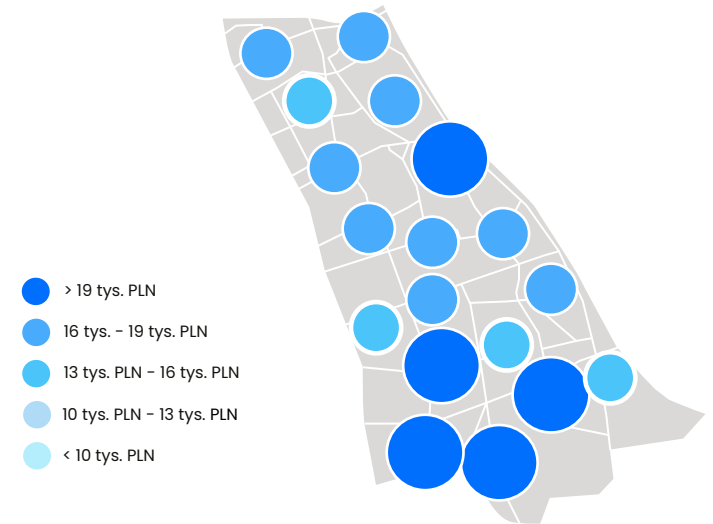 > 19 tys. PLN
16 tys. - 19 tys. PLN
13 tys. PLN - 16 tys. PLN
10 tys. PLN - 13 tys. PLN
< 10 tys. PLN